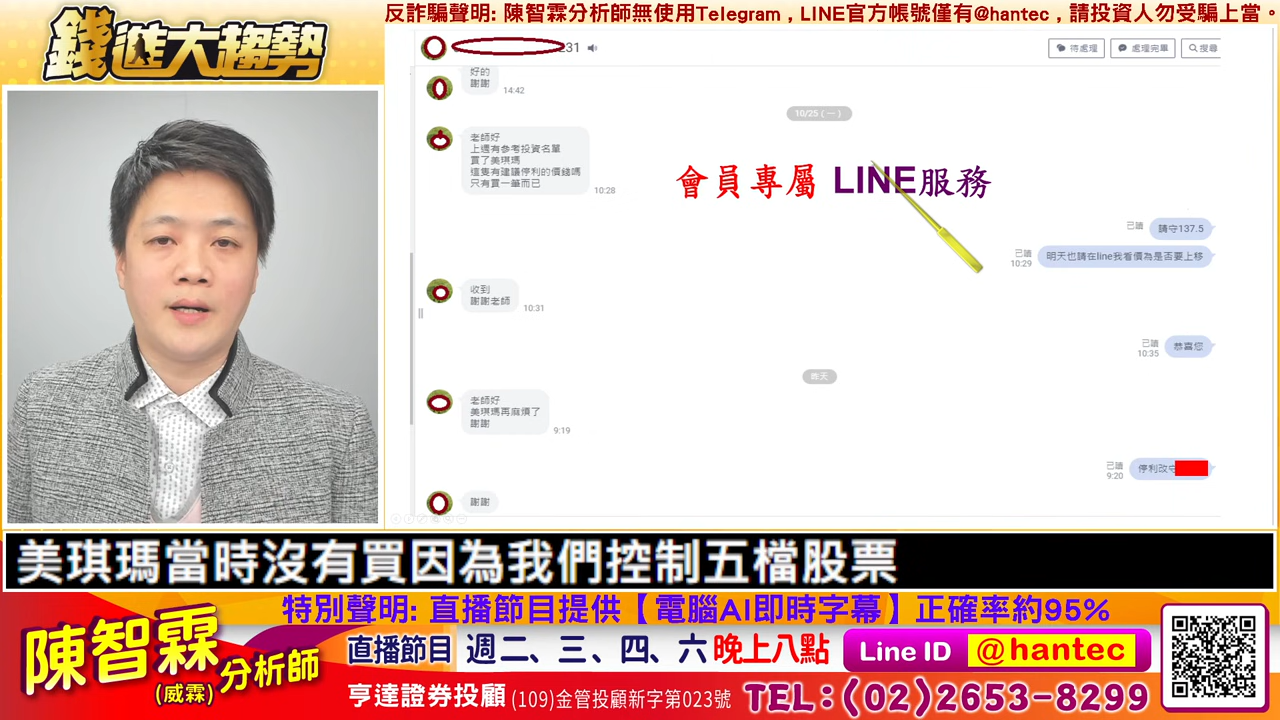 反詐騙聲明: 陳智霖分析師無使用Telegram , LINE官方帳號僅有@hantec , 請投資人勿受騙上當。
錢進大趨勢
31
待處理
處理完畢
搜尋
好的
謝謝
14:42
10/25（一）
老師好
上週有參考投資名單
買了美琪瑪
這隻有建議停利的價錢嗎
只有買一筆而已
10:28
會員專屬 LINE服務
已讀
請守137.5
已讀
10:29
明天也請在line我看價為是否要上移
收到
謝謝老師
10:31
已讀
10:35
恭喜您
昨天
老師好
美琪瑪再麻煩了
謝謝
9:19
已讀
9:20
停利改守
謝謝
美琪瑪當時沒有買因為我們控制五檔股票
特別聲明: 直播節目提供【電腦AI即時字幕】正確率約95%
陳智霖
(威霖)
分析師
直播節目 週二、三、四、六 晚上八點
Line ID @hantec
亨達證券投顧 (109)金管投顧新字第023號
TEL:(02)2653-8299